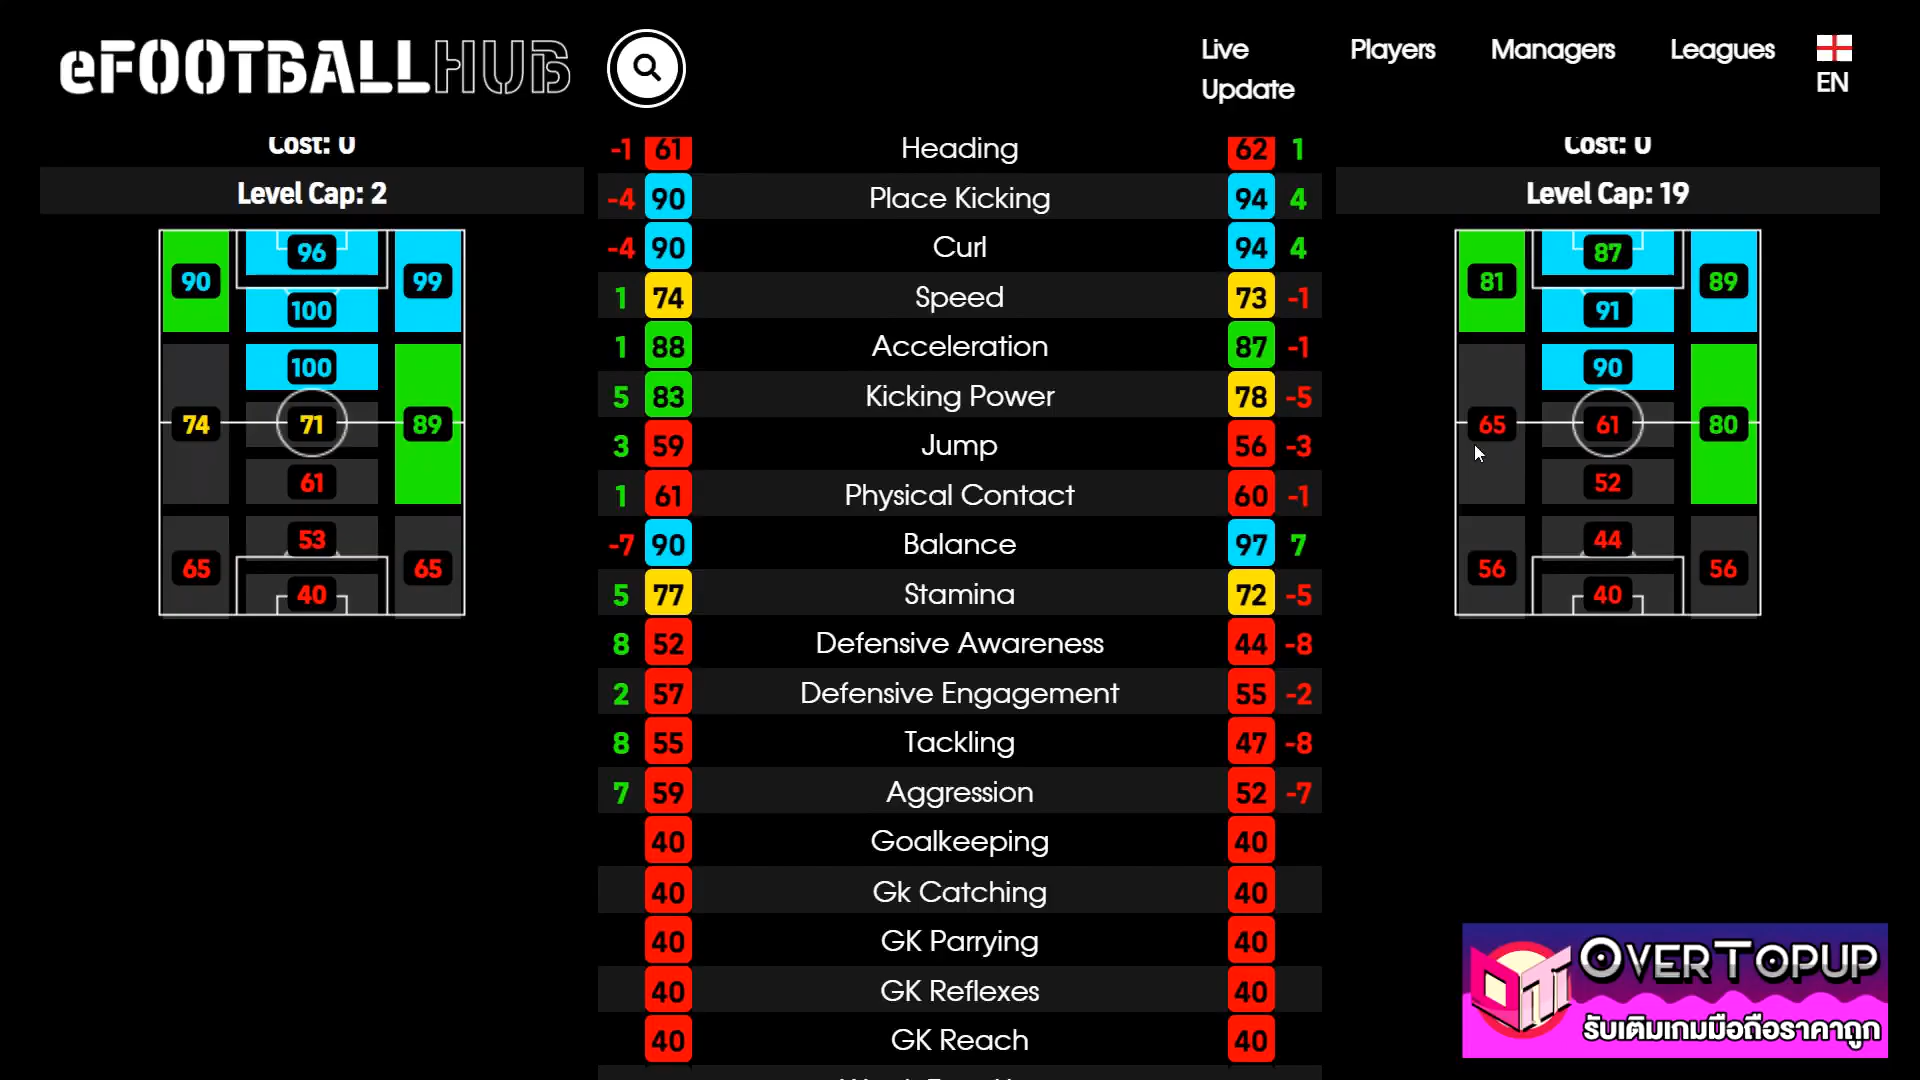 eFOOTBALLHUB
Live
Update
Players
Managers
Leagues
EN
Cost: 0
Level Cap: 2
90
96
99
100
100
74
71
89
61
53
65
65
40
-1 61 Heading 62 1
-4 90 Place Kicking 94 4
-4 90 Curl 94 4
1 74 Speed 73 -1
1 88 Acceleration 87 -1
5 83 Kicking Power 78 -5
3 59 Jump 56 -3
1 61 Physical Contact 60 -1
-7 90 Balance 97 7
5 77 Stamina 72 -5
8 52 Defensive Awareness 44 -8
2 57 Defensive Engagement 55 -2
8 55 Tackling 47 -8
7 59 Aggression 52 -7
40 Goalkeeping 40
40 Gk Catching 40
40 GK Parrying 40
40 GK Reflexes 40
40 GK Reach 40
Cost: 0
Level Cap: 19
81
87
89
91
90
65
61
80
52
44
56
56
40
OTU
OVERTOPUP
รับเติมเกมมือถือราคาถูก